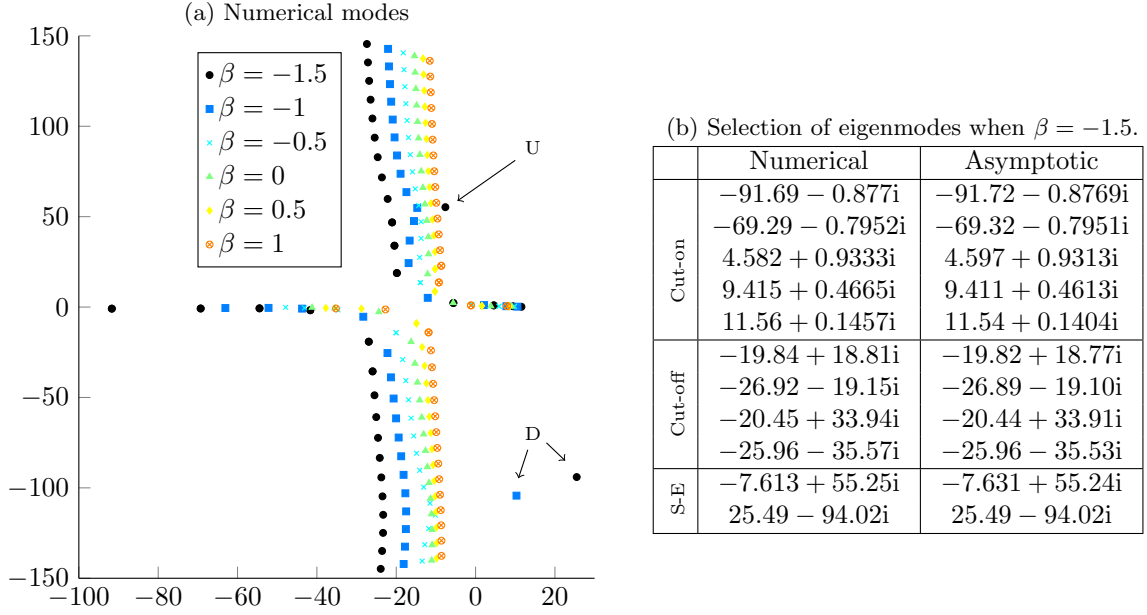 (a) Numerical modes
150
100
50
0
−50
−100
−150
−100 −80 −60 −40 −20 0 20
β = −1.5
β = −1
β = −0.5
β = 0
β = 0.5
β = 1
U
D
(b) Selection of eigenmodes when β = −1.5.
Numerical Asymptotic
Cut-on
−91.69 − 0.877i −91.72 − 0.8769i
−69.29 − 0.7952i −69.32 − 0.7951i
4.582 + 0.9333i 4.597 + 0.9313i
9.415 + 0.4665i 9.411 + 0.4613i
11.56 + 0.1457i 11.54 + 0.1404i
Cut-off
−19.84 + 18.81i −19.82 + 18.77i
−26.92 − 19.15i −26.89 − 19.10i
−20.45 + 33.94i −20.44 + 33.91i
−25.96 − 35.57i −25.96 − 35.53i
S-E
−7.613 + 55.25i −7.631 + 55.24i
25.49 − 94.02i 25.49 − 94.02i